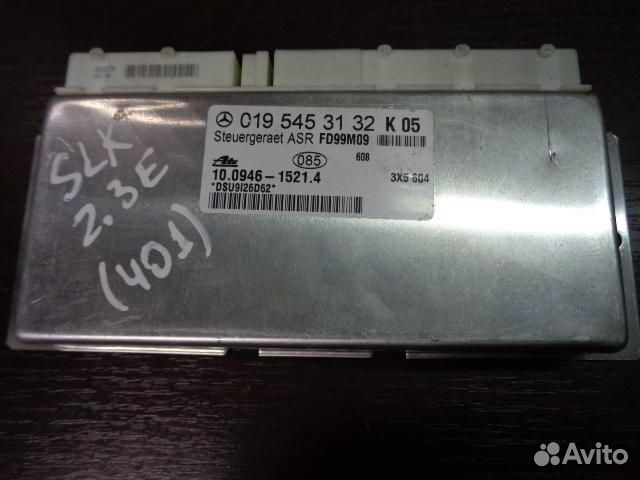 019 545 31 32 K 05
Steuergeraet ASR FD99M09
Ate 085 608
10.0946-1521.4 3X5 604
*DSU9I26D62*
SLK
2.3E
(401)
Avito